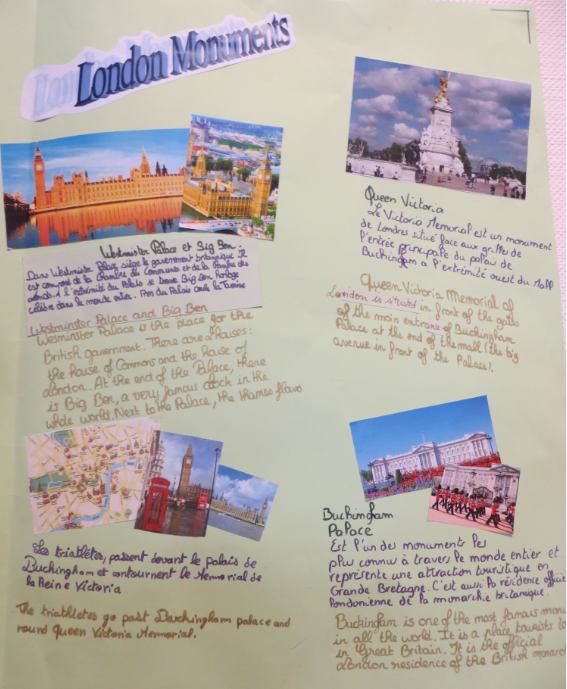 London Monuments
Westminster Palace et Big Ben.
Dans Westminster Palace siège le gouvernement britannique. Il
est composé de la Chambre des Communes et de la Chambre des
à l'extrémité du Palais se trouve Big Ben, horloge
célèbre dans le monde entier. Près du Palais coule la Tamise
Westminster Palace and Big Ben
Westminster Palace is the place for the
British government. There are 2 Houses:
the House of Commons and the House of
London. At the end of the Palace, there
is Big Ben, a very famous clock in the
whole world. Next to the Palace, the thames flows
Les triathlètes, passent devant le palais de
Buckingham et contournent le Memorial de
la Reine Victoria
The triathletes go past Buckingham palace and
round Queen Victoria Memorial.
Queen Victoria
Le Victoria Memorial est un monument
de Londres situé face aux grilles de
l'entrée principale du palais de
Buckingham à l'extrémité ouest du Mall
Queen Victoria Memorial of
London is situated in front of the gates
of the main entrance of Buckingham
Palace at the end of the mall (the big
avenue in front of the Palace).
Buckingham
Palace
Est l'un des monuments les
plus connus à travers le monde entier et
représente une attraction touristique en
Grande Bretagne. C'est aussi la résidence officie
londonienne de la monarchie britannique.
Buckingham is one of the most famous monu
in all the world. It is a place tourists lo
in Great Britain. It is the official
London residence of the British monarch